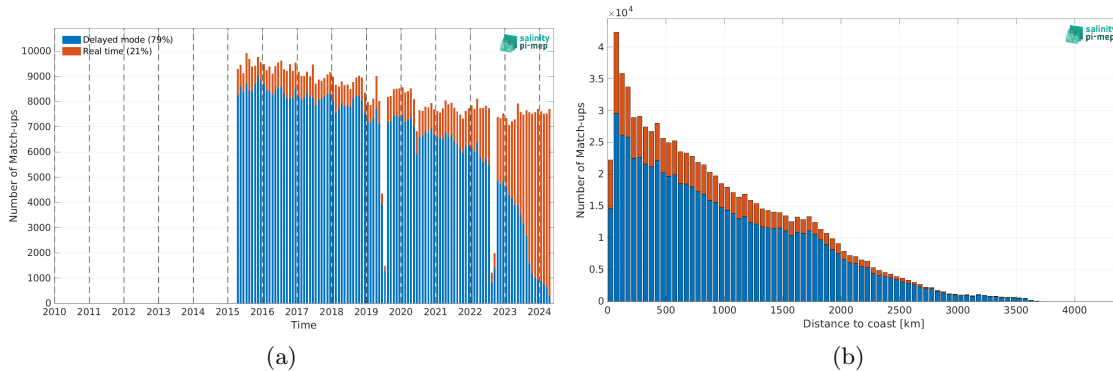 Delayed mode (79%)
Real time (21%)
salinity
pi-mep
Number of Match-ups
10000
9000
8000
7000
6000
5000
4000
3000
2000
1000
0
2010 2011 2012 2013 2014 2015 2016 2017 2018 2019 2020 2021 2022 2023 2024
Time
(a)
×10⁴
salinity
pi-mep
Number of Match-ups
4
3.5
3
2.5
2
1.5
1
0.5
0
0 500 1000 1500 2000 2500 3000 3500 4000
Distance to coast [km]
(b)